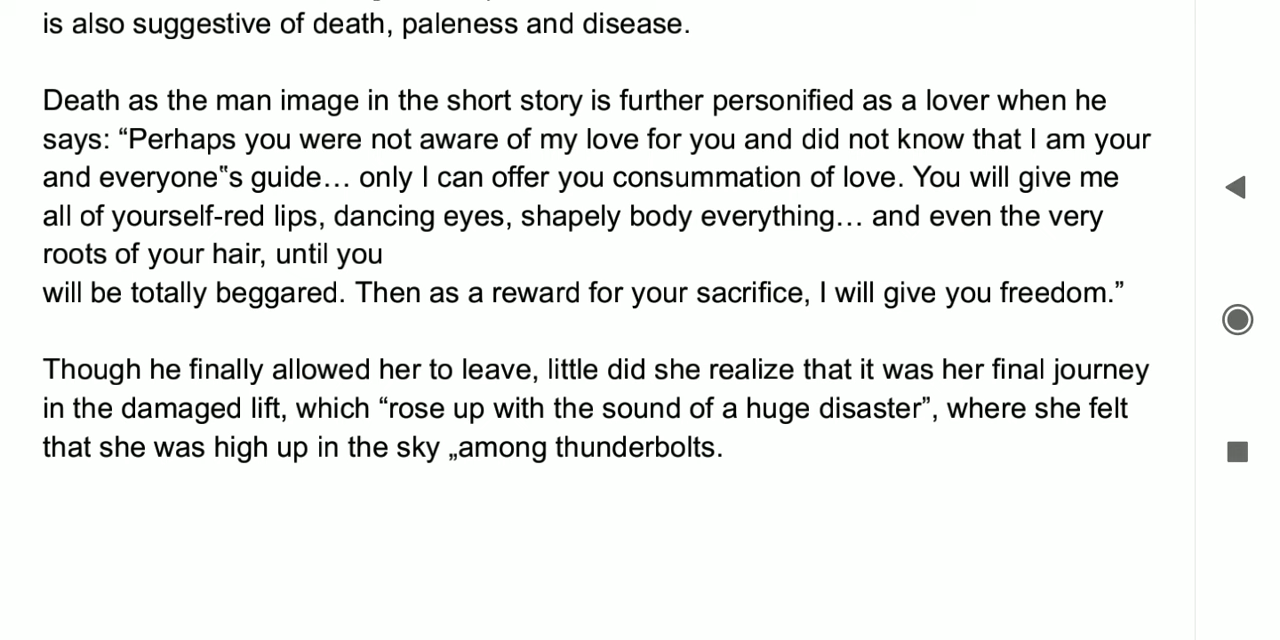 is also suggestive of death, paleness and disease.
Death as the man image in the short story is further personified as a lover when he
says: “Perhaps you were not aware of my love for you and did not know that I am your
and everyone‟s guide… only I can offer you consummation of love. You will give me
all of yourself-red lips, dancing eyes, shapely body everything… and even the very
roots of your hair, until you
will be totally beggared. Then as a reward for your sacrifice, I will give you freedom.”
Though he finally allowed her to leave, little did she realize that it was her final journey
in the damaged lift, which “rose up with the sound of a huge disaster”, where she felt
that she was high up in the sky „among thunderbolts.